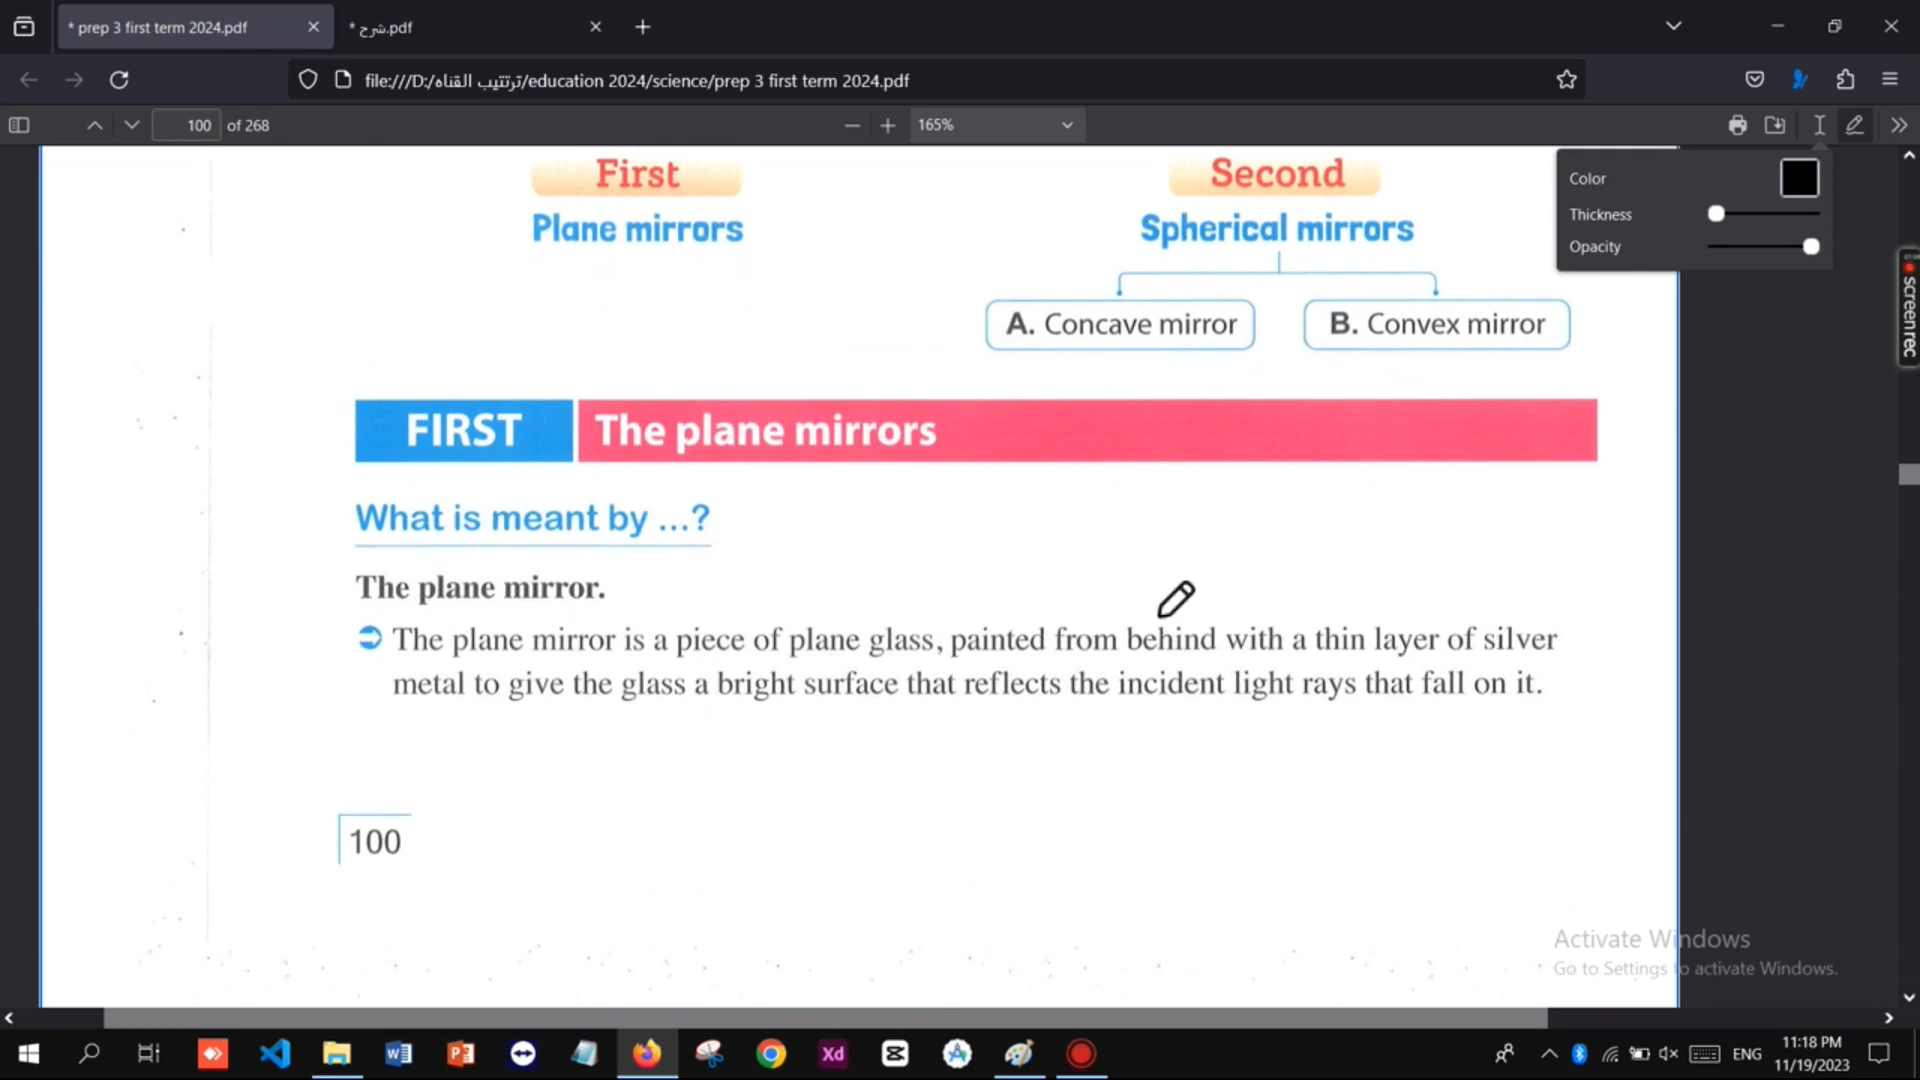 * prep 3 first term 2024.pdf
* شرح.pdf
file:///D:/ترتتيب القناه/education 2024/science/prep 3 first term 2024.pdf
100 of 268
165%
Color
Thickness
Opacity
First
Second
Plane mirrors
Spherical mirrors
A. Concave mirror
B. Convex mirror
FIRST
The plane mirrors
What is meant by ...?
The plane mirror.
The plane mirror is a piece of plane glass, painted from behind with a thin layer of silver
metal to give the glass a bright surface that reflects the incident light rays that fall on it.
100
screenrec
Activate Windows
Go to Settings to activate Windows.
Xd
ENG
11:18 PM
11/19/2023